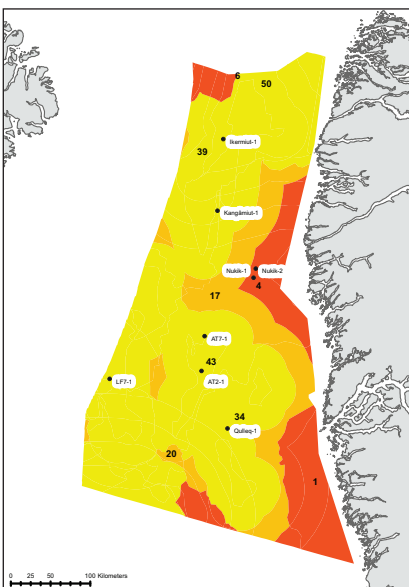 6
50
Ikermiut-1
39
Kangâmiut-1
Nukik-1
Nukik-2
4
17
AT7-1
43
LF7-1
AT2-1
34
Qulleq-1
20
1
0 25 50 100 Kilometers